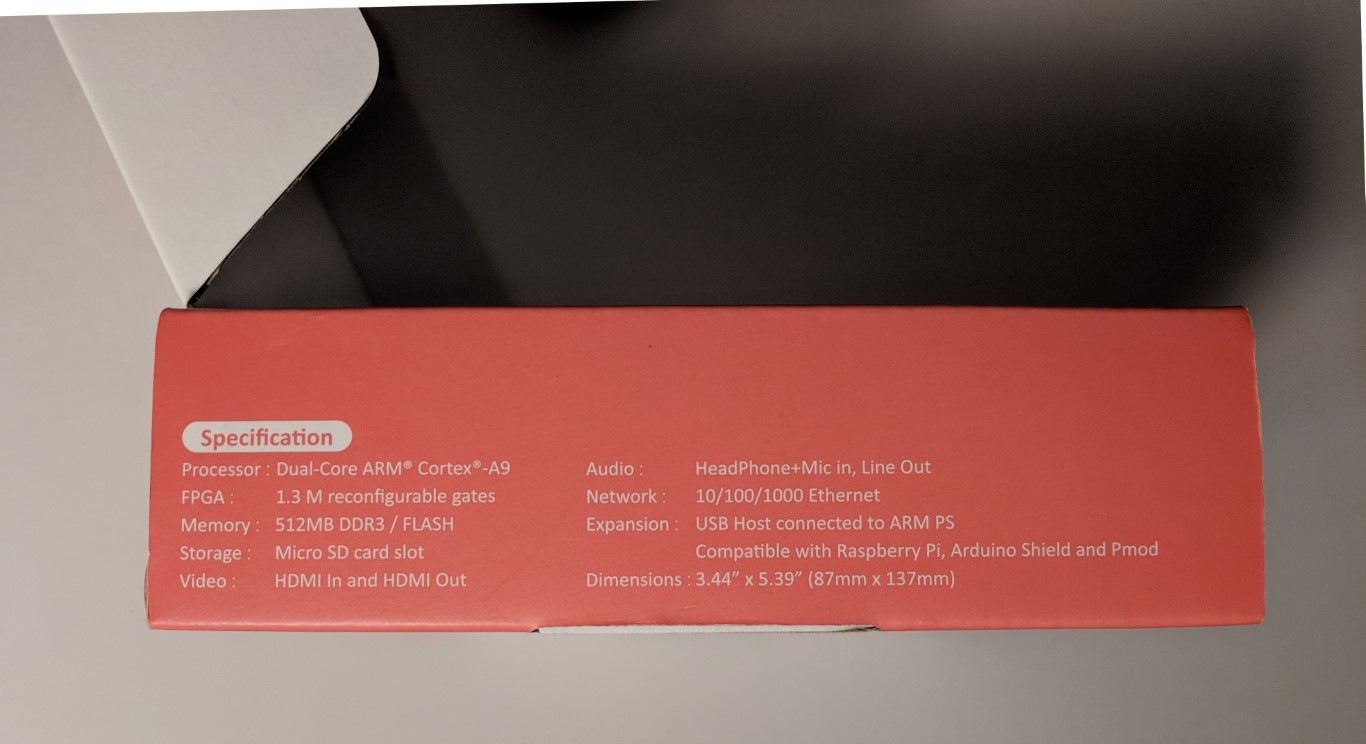 Specification
Processor : Dual-Core ARM® Cortex®-A9
FPGA : 1.3 M reconfigurable gates
Memory : 512MB DDR3 / FLASH
Storage : Micro SD card slot
Video : HDMI In and HDMI Out
Audio : HeadPhone+Mic in, Line Out
Network : 10/100/1000 Ethernet
Expansion : USB Host connected to ARM PS
Compatible with Raspberry Pi, Arduino Shield and Pmod
Dimensions : 3.44” x 5.39” (87mm x 137mm)